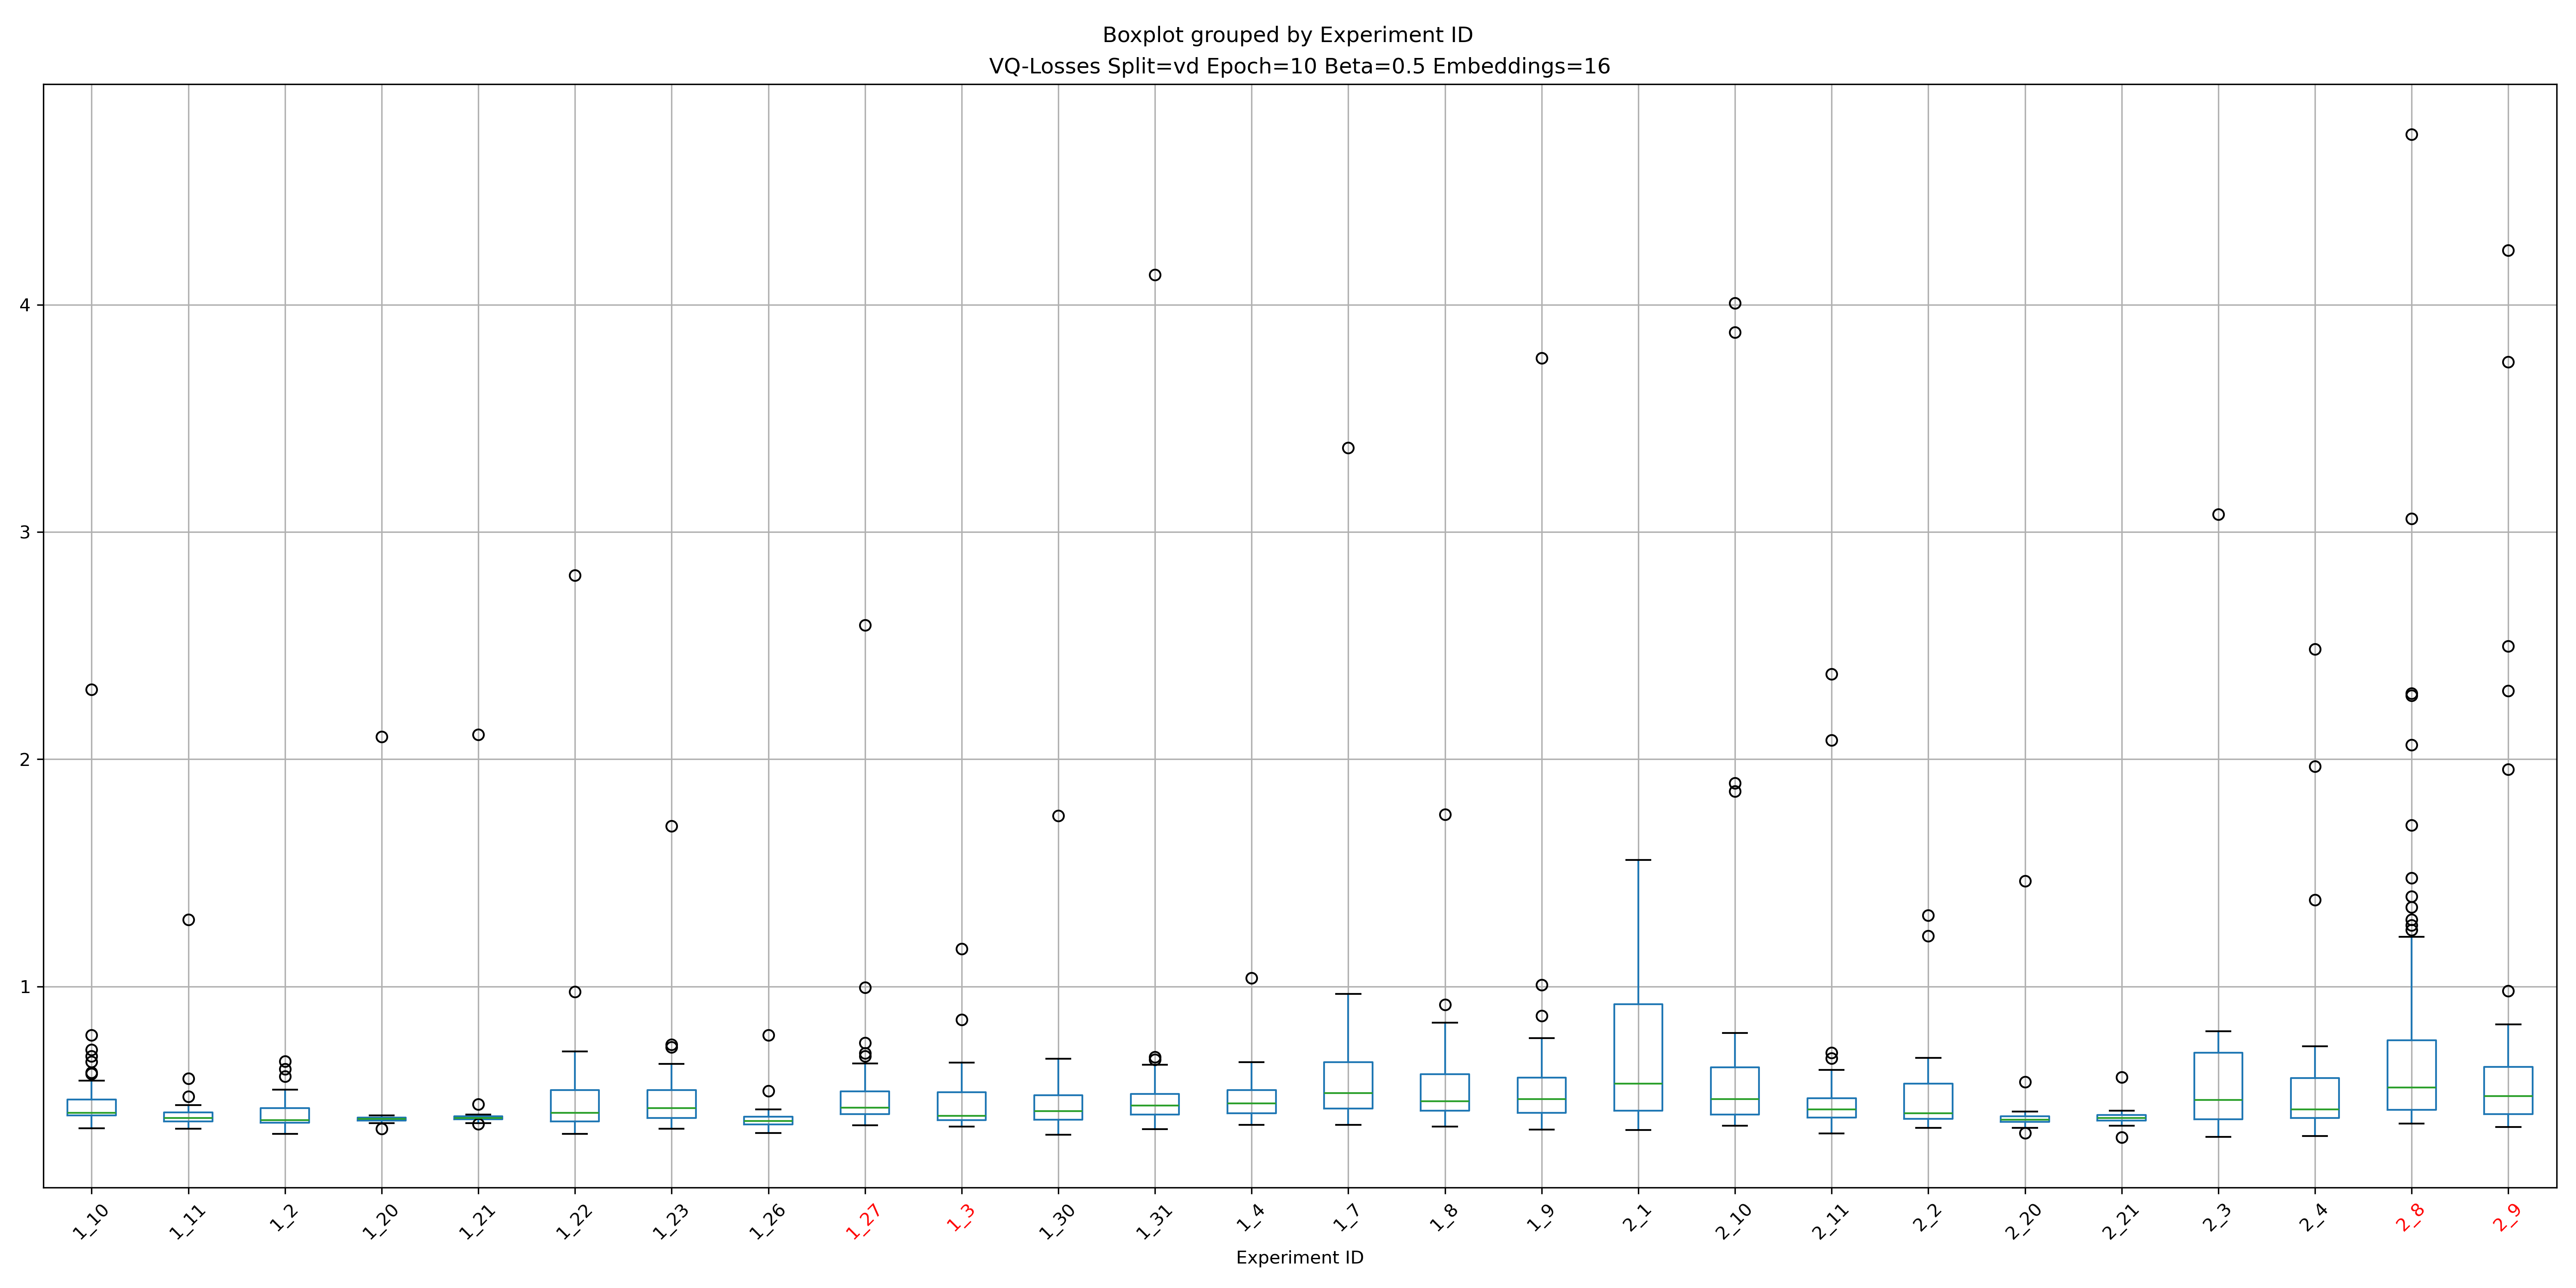 Boxplot grouped by Experiment ID
VQ-Losses Split=vd Epoch=10 Beta=0.5 Embeddings=16
4
3
2
1
1_10 1_11 1_2 1_20 1_21 1_22 1_23 1_26 1_27 1_3 1_30 1_31 1_4 1_7 1_8 1_9 2_1 2_10 2_11 2_2 2_20 2_21 2_3 2_4 2_8 2_9
Experiment ID